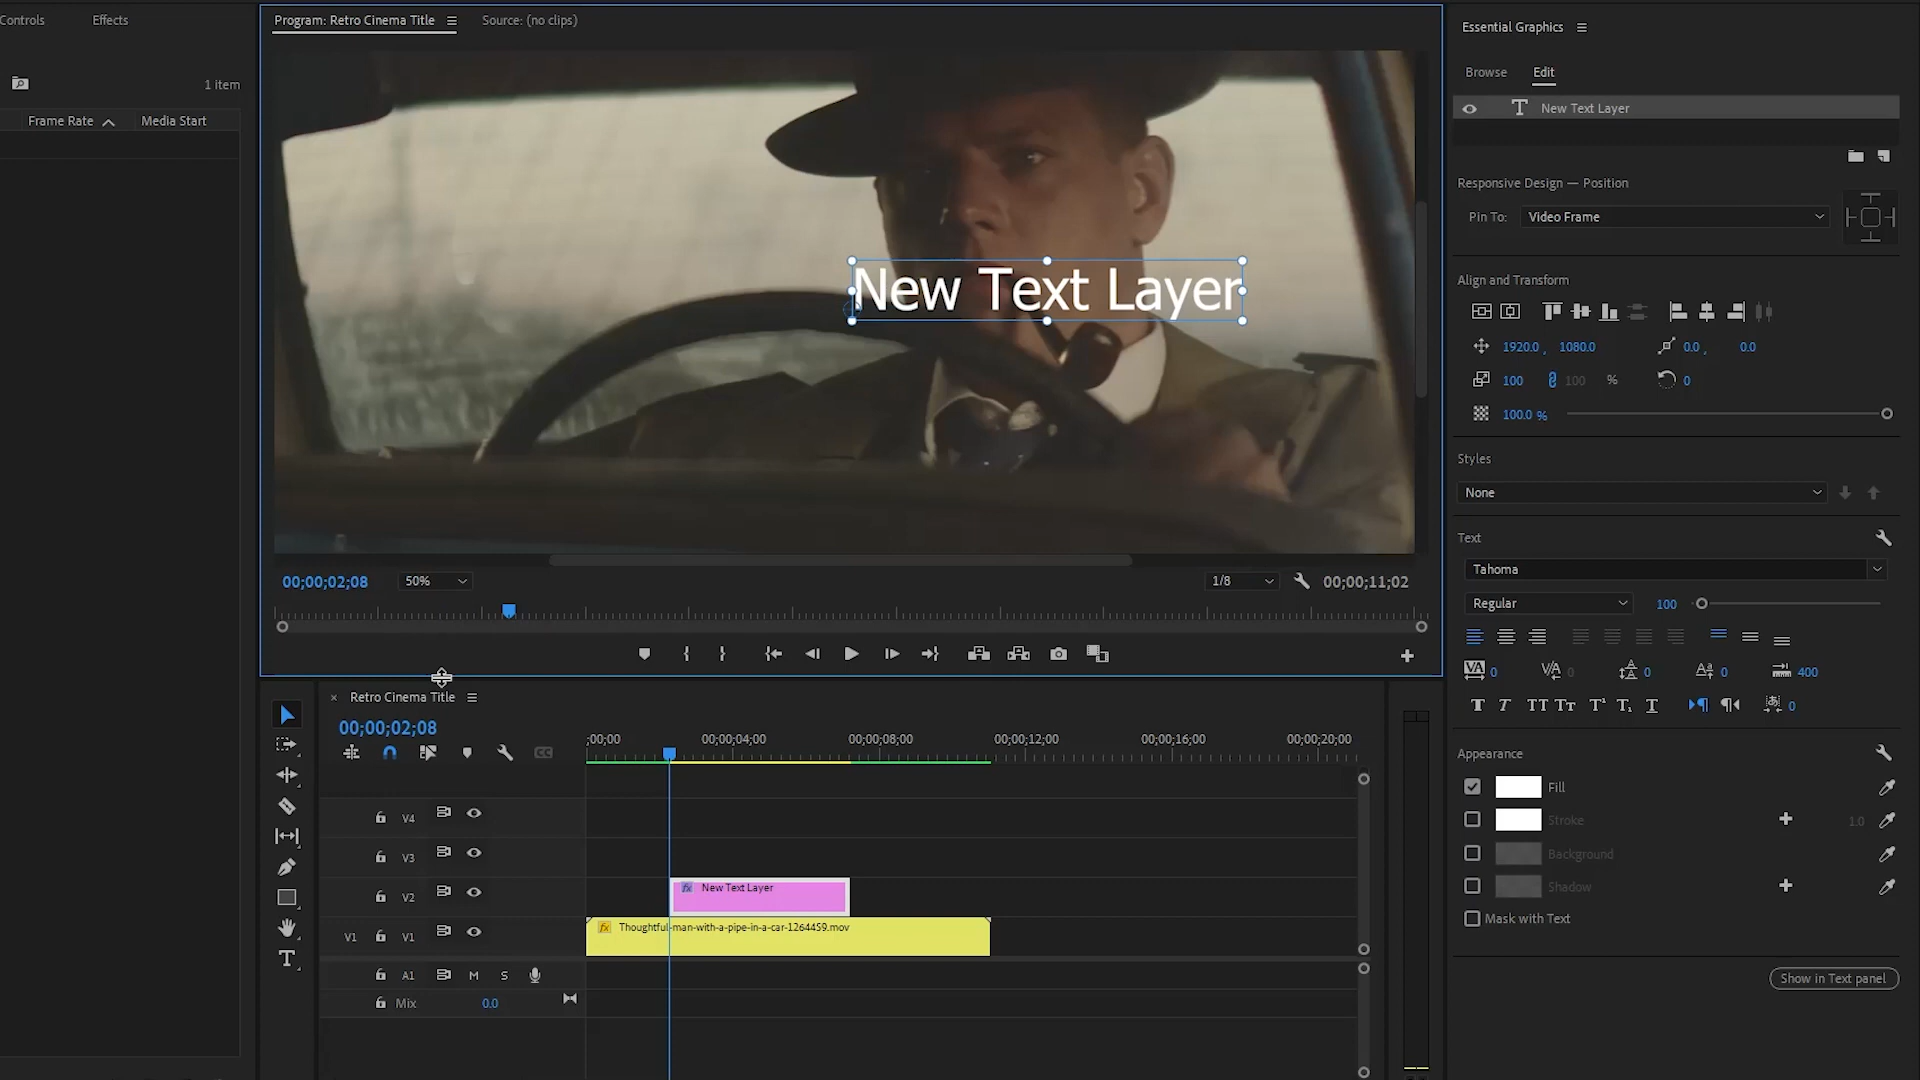 Controls
Effects
1 item
Frame Rate
Media Start
Program: Retro Cinema Title
Source: (no clips)
New Text Layer
00;00;02;08
50%
1/8
00;00;11;02
Retro Cinema Title
00;00;02;08
;00;00
00;00;04;00
00;00;08;00
00;00;12;00
00;00;16;00
00;00;20;00
V4
V3
V2
New Text Layer
V1 V1
Thoughtful-man-with-a-pipe-in-a-car-1264459.mov
A1 M S
Mix 0.0
Essential Graphics
Browse
Edit
New Text Layer
Responsive Design — Position
Pin To: Video Frame
Align and Transform
1920.0 , 1080.0 0.0 , 0.0
100 100 % 0
100.0 %
Styles
None
Text
Tahoma
Regular 100
0 0 0 0 400
0
Appearance
Fill
Stroke 1.0
Background
Shadow
Mask with Text
Show in Text panel